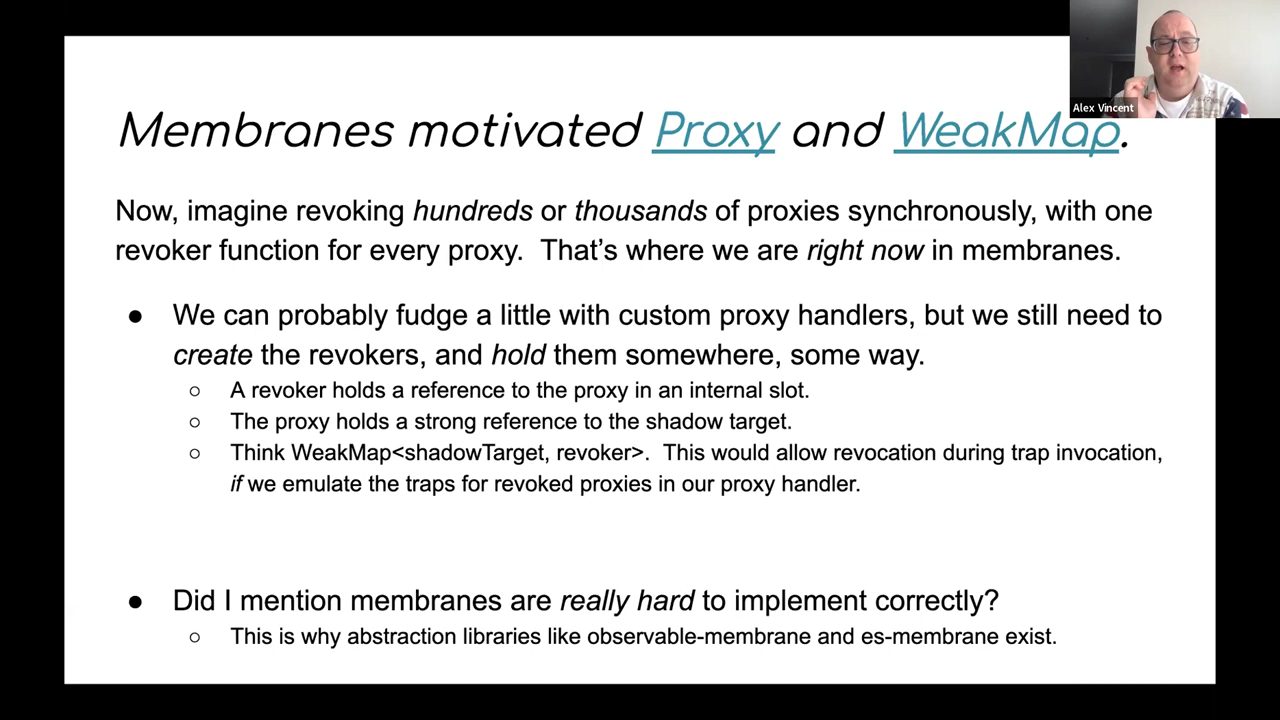 Alex Vincent
Membranes motivated Proxy and WeakMap.
Now, imagine revoking hundreds or thousands of proxies synchronously, with one
revoker function for every proxy.  That’s where we are right now in membranes.
● We can probably fudge a little with custom proxy handlers, but we still need to
create the revokers, and hold them somewhere, some way.
○ A revoker holds a reference to the proxy in an internal slot.
○ The proxy holds a strong reference to the shadow target.
○ Think WeakMap<shadowTarget, revoker>.  This would allow revocation during trap invocation,
if we emulate the traps for revoked proxies in our proxy handler.
● Did I mention membranes are really hard to implement correctly?
○ This is why abstraction libraries like observable-membrane and es-membrane exist.